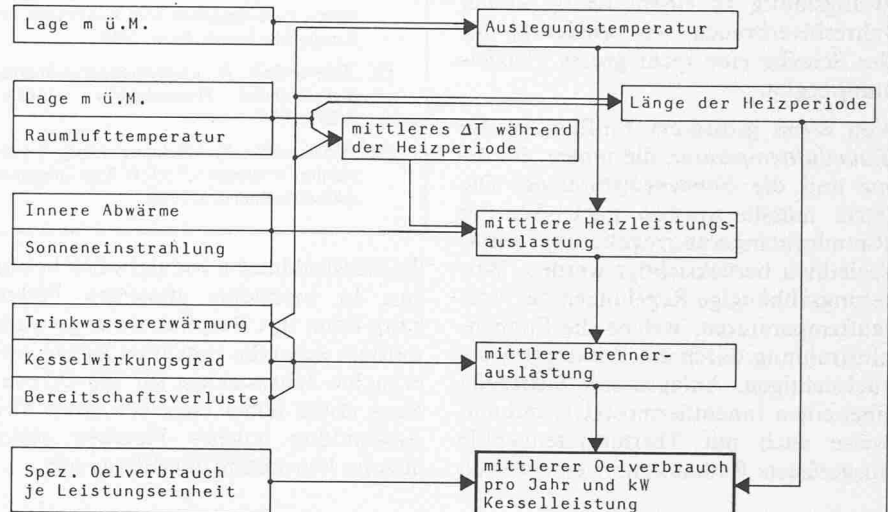 Lage m ü.M.
Auslegungstemperatur
Lage m ü.M.
Raumlufttemperatur
Länge der Heizperiode
mittleres ΔT während
der Heizperiode
Innere Abwärme
Sonneneinstrahlung
mittlere Heizleistungs-
auslastung
Trinkwassererwärmung
Kesselwirkungsgrad
Bereitschaftsverluste
mittlere Brenner-
auslastung
Spez. Oelverbrauch
je Leistungseinheit
mittlerer Oelverbrauch
pro Jahr und kW
Kesselleistung